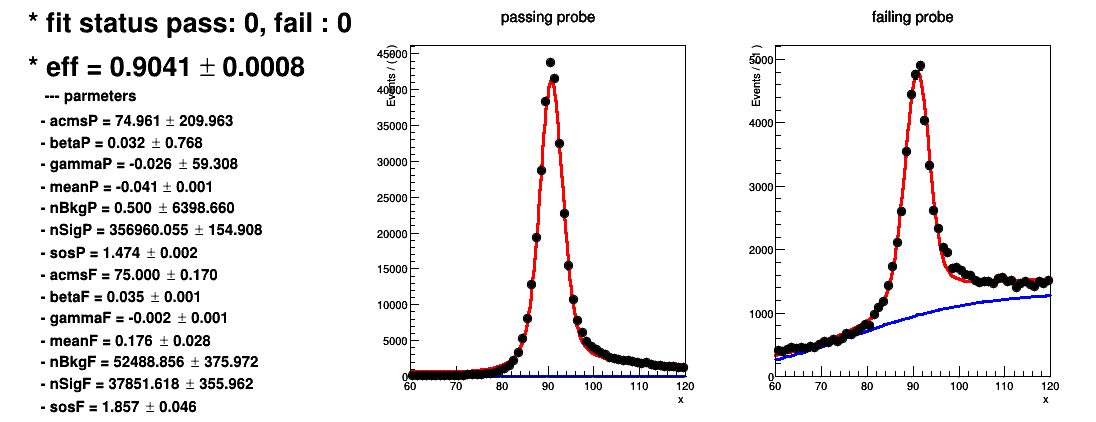 * fit status pass: 0, fail : 0
* eff = 0.9041 ± 0.0008
--- parmeters
- acmsP = 74.961 ± 209.963
- betaP = 0.032 ± 0.768
- gammaP = -0.026 ± 59.308
- meanP = -0.041 ± 0.001
- nBkgP = 0.500 ± 6398.660
- nSigP = 356960.055 ± 154.908
- sosP = 1.474 ± 0.002
- acmsF = 75.000 ± 0.170
- betaF = 0.035 ± 0.001
- gammaF = -0.002 ± 0.001
- meanF = 0.176 ± 0.028
- nBkgF = 52488.856 ± 375.972
- nSigF = 37851.618 ± 355.962
- sosF = 1.857 ± 0.046
passing probe
45000
40000
35000
30000
25000
20000
15000
10000
5000
0
60 70 80 90 100 110 120
x
failing probe
5000
4000
3000
2000
1000
0
60 70 80 90 100 110 120
x